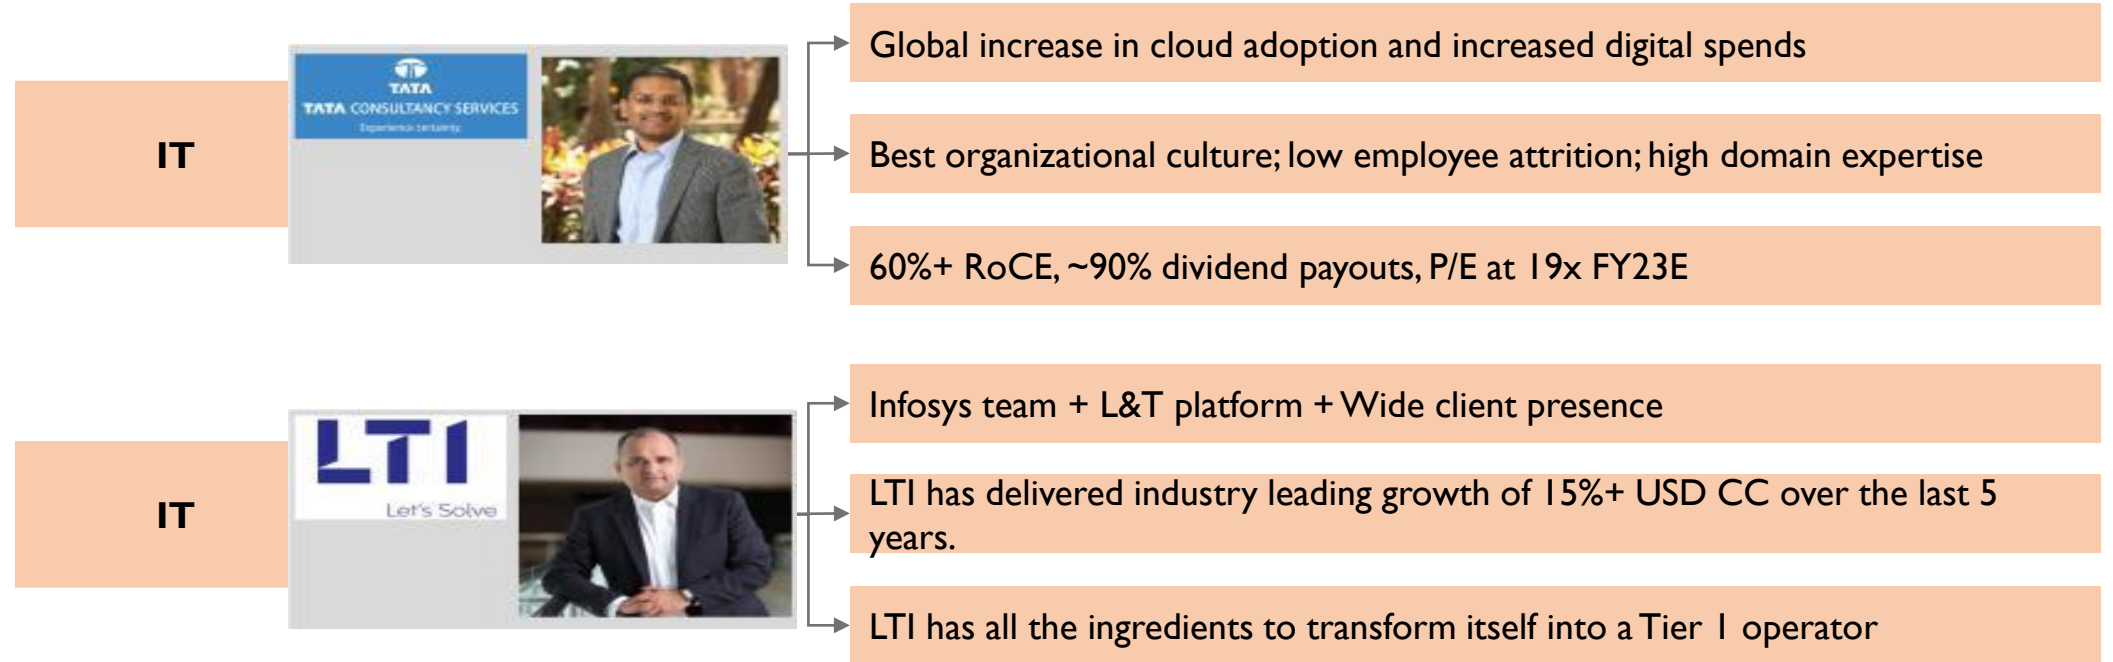 IT
TATA
TATA CONSULTANCY SERVICES
Experience certainty.
Global increase in cloud adoption and increased digital spends
Best organizational culture; low employee attrition; high domain expertise
60%+ RoCE, ~90% dividend payouts, P/E at 19x FY23E
IT
LTI
Let's Solve
Infosys team + L&T platform + Wide client presence
LTI has delivered industry leading growth of 15%+ USD CC over the last 5
years.
LTI has all the ingredients to transform itself into a Tier 1 operator